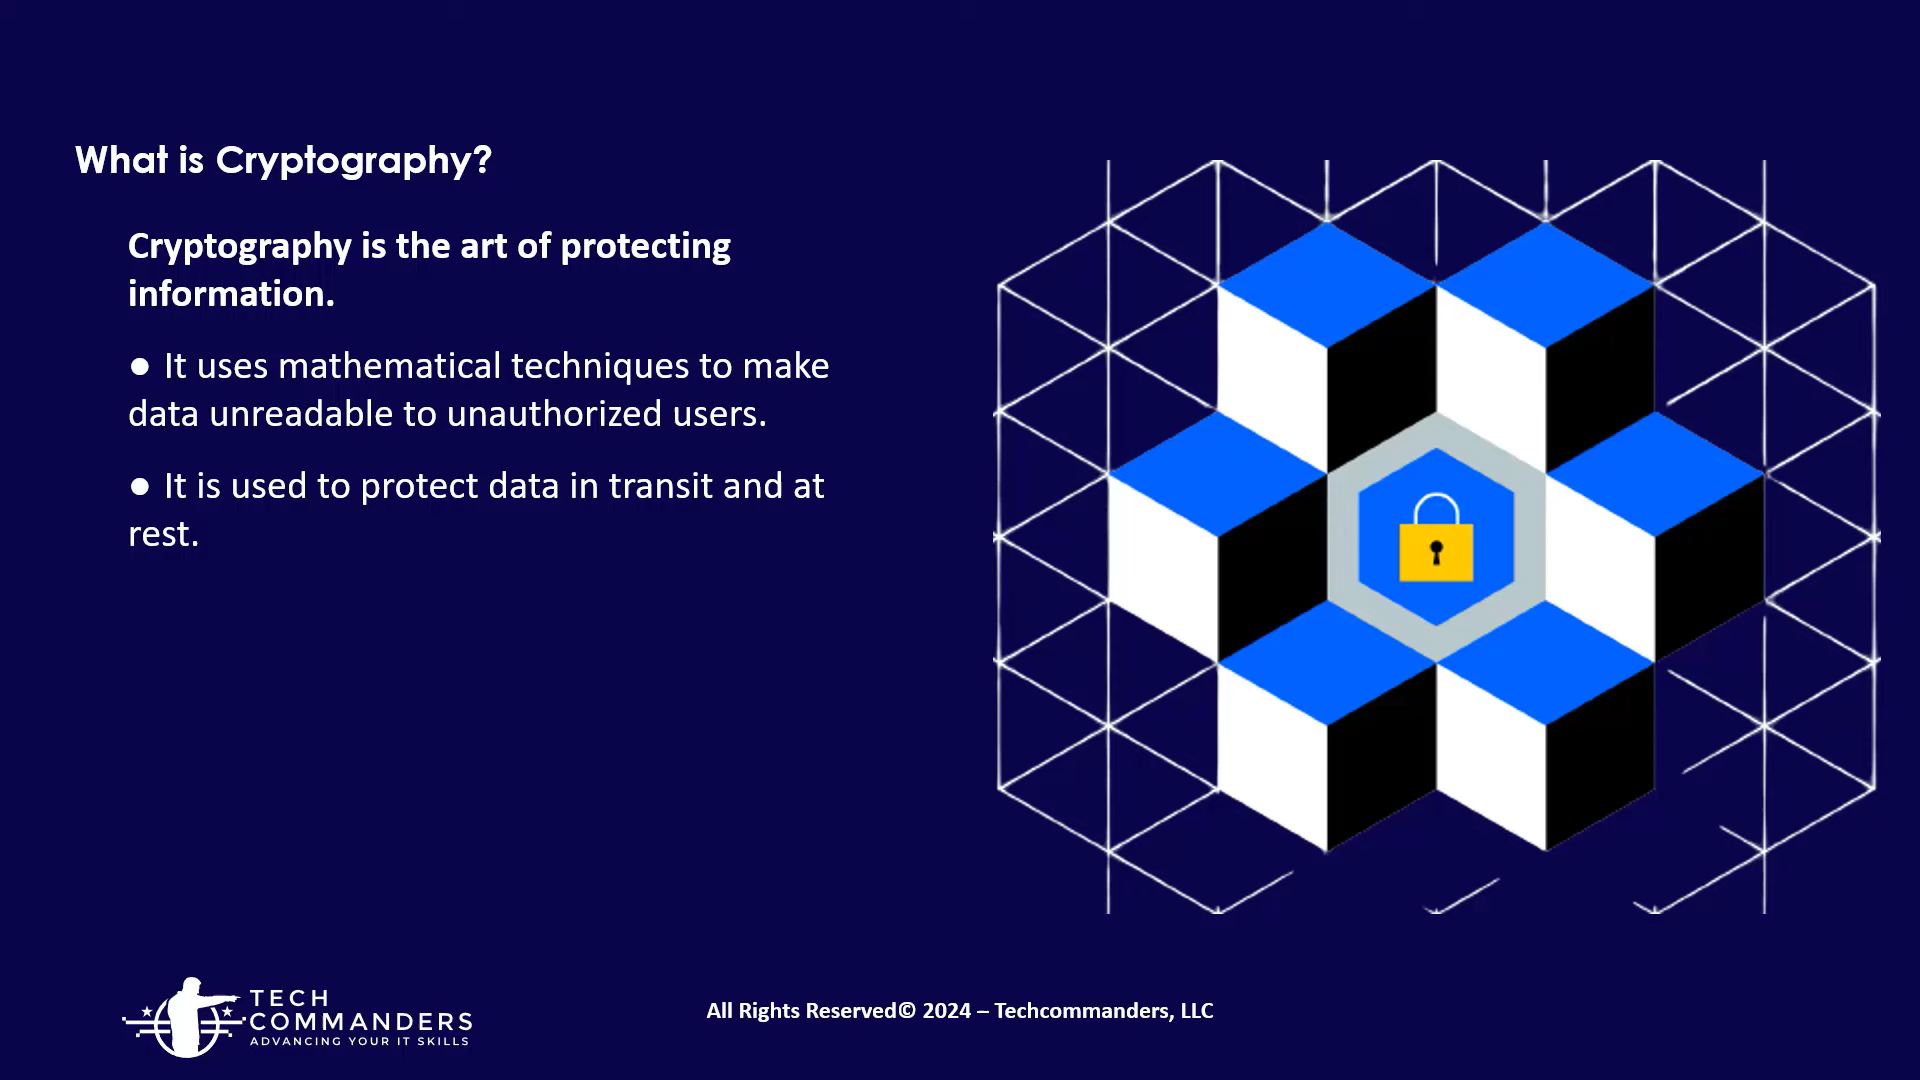 What is Cryptography?
Cryptography is the art of protecting
information.
● It uses mathematical techniques to make
data unreadable to unauthorized users.
● It is used to protect data in transit and at
rest.
TECH
COMMANDERS
ADVANCING YOUR IT SKILLS
All Rights Reserved© 2024 – Techcommanders, LLC